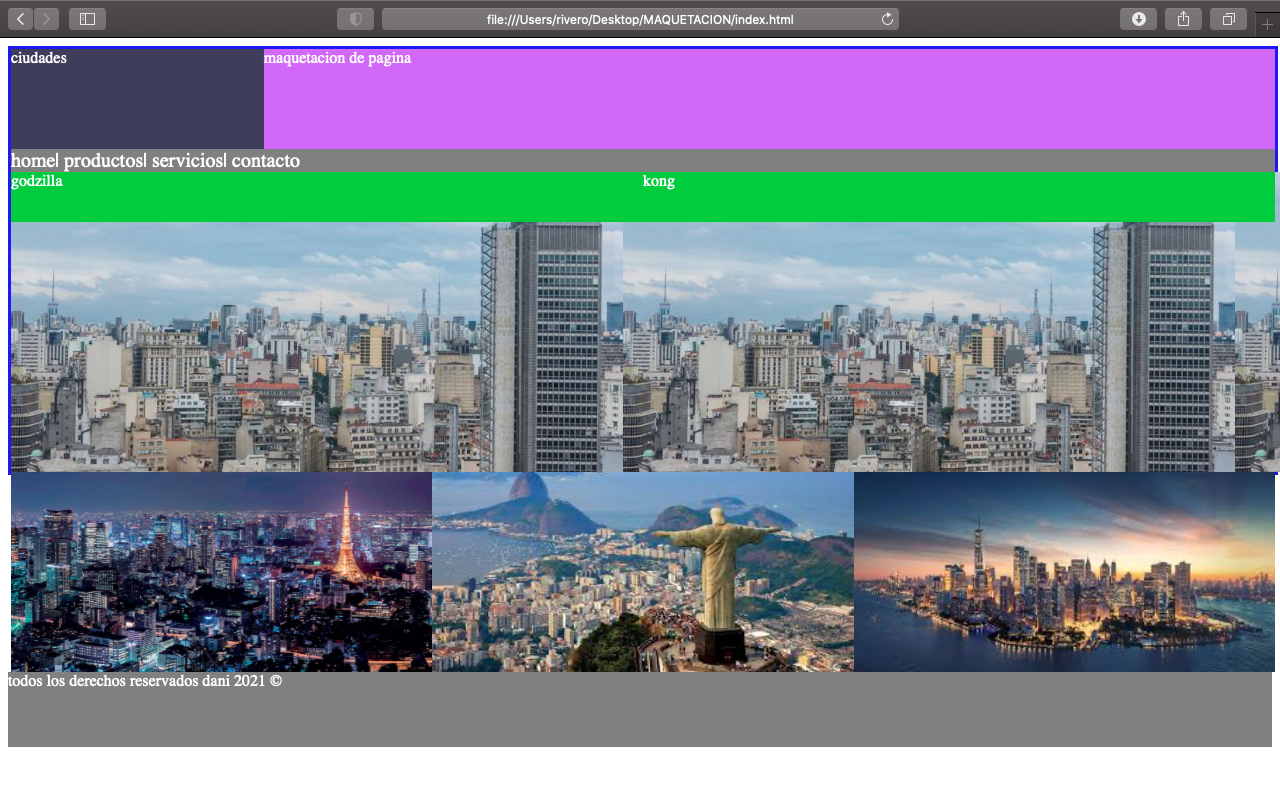 file:///Users/rivero/Desktop/MAQUETACION/index.html
ciudades
maquetacion de pagina
home| productos| servicios| contacto
godzilla
kong
todos los derechos reservados dani 2021 ©